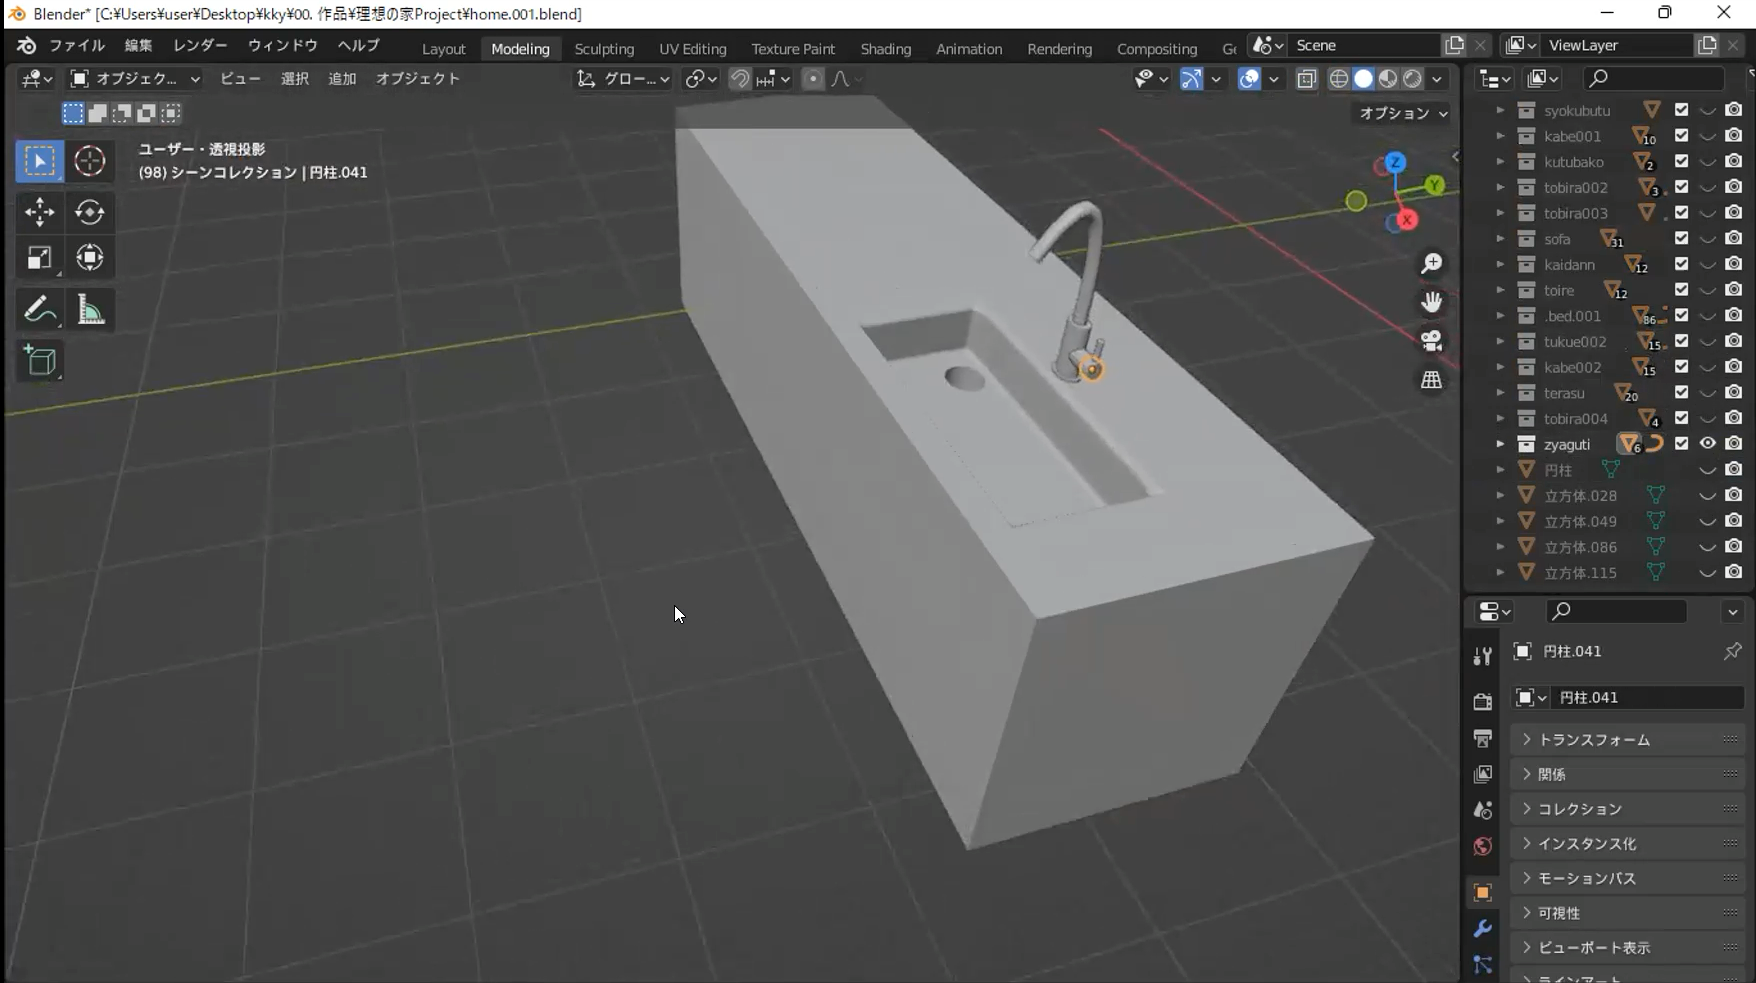 Blender* [C:¥Users¥user¥Desktop¥kky¥00. 作品¥理想の家Project¥home.001.blend]
ファイル 編集 レンダー ウィンドウ ヘルプ Layout Modeling Sculpting UV Editing Texture Paint Shading Animation Rendering Compositing Ge Scene ViewLayer
オブジェク... ビュー 選択 追加 オブジェクト グロー...
オプション
ユーザー・透視投影
(98) シーンコレクション | 円柱.041
Z
Y
X
syokubutu
kabe001 10
kutubako 2
tobira002 3
tobira003
sofa 31
kaidann 12
toire 12
.bed.001 86
tukue002 15
kabe002 15
terasu 20
tobira004 4
zyaguti 6
円柱
立方体.028
立方体.049
立方体.086
立方体.115
円柱.041
円柱.041
トランスフォーム
関係
コレクション
インスタンス化
モーションパス
可視性
ビューポート表示
ラインアート